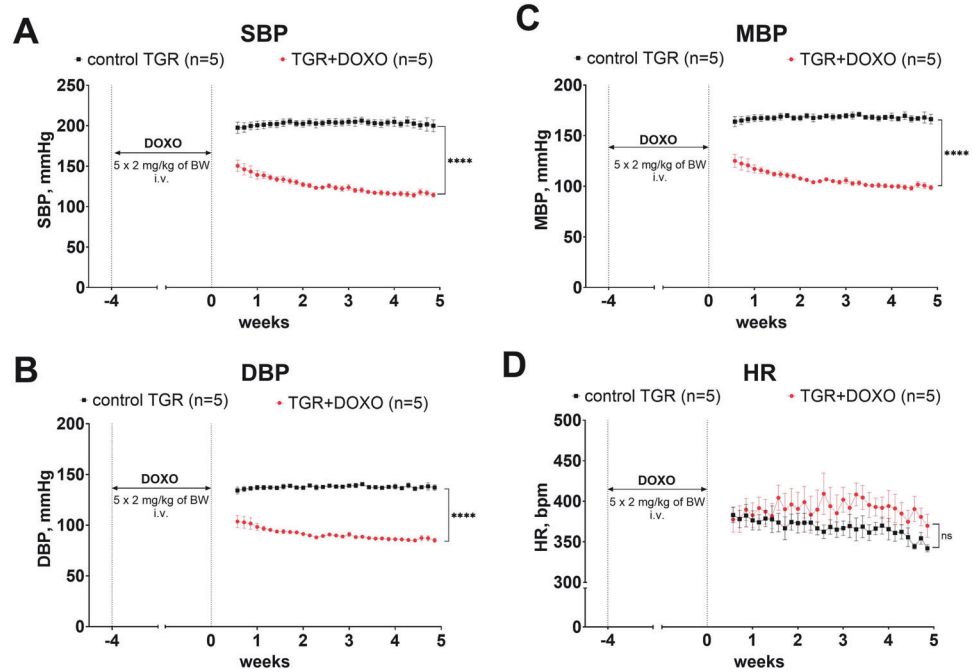 A
SBP
control TGR (n=5) TGR+DOXO (n=5)
250
200
150
100
50
0
SBP, mmHg
DOXO
5 x 2 mg/kg of BW
i.v.
****
-4 0 1 2 3 4 5
weeks
C
MBP
control TGR (n=5) TGR+DOXO (n=5)
200
150
100
50
0
MBP, mmHg
DOXO
5 x 2 mg/kg of BW
i.v.
****
-4 0 1 2 3 4 5
weeks
B
DBP
control TGR (n=5) TGR+DOXO (n=5)
200
150
100
50
0
DBP, mmHg
DOXO
5 x 2 mg/kg of BW
i.v.
****
-4 0 1 2 3 4 5
weeks
D
HR
control TGR (n=5) TGR+DOXO (n=5)
500
450
400
350
300
0
HR, bpm
DOXO
5 x 2 mg/kg of BW
i.v.
ns
-4 0 1 2 3 4 5
weeks